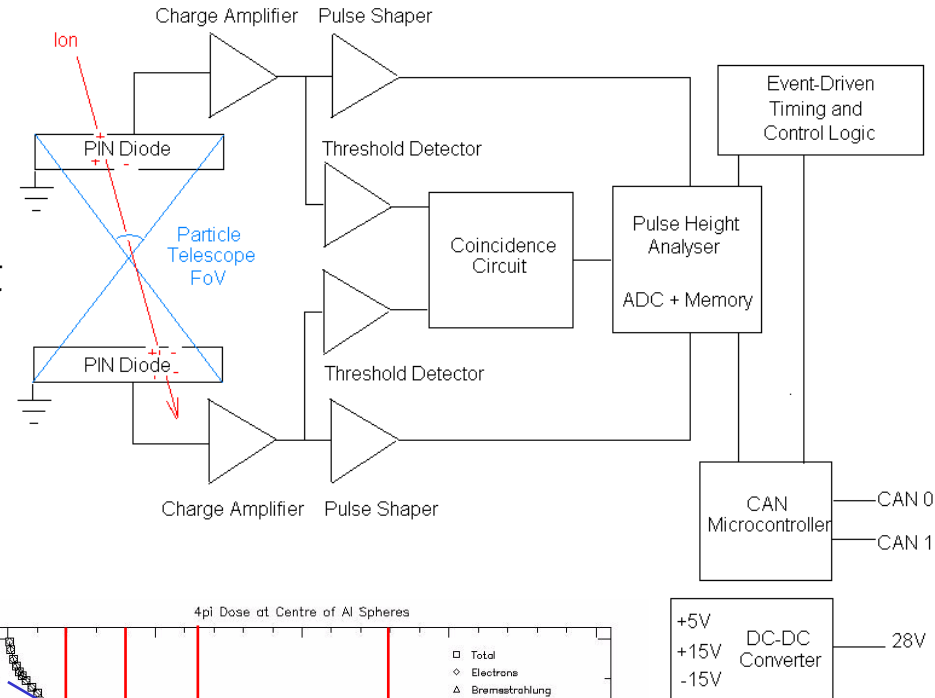 Charge Amplifier
Pulse Shaper
Ion
PIN Diode
+
+
-
Threshold Detector
Particle
Telescope
FoV
Coincidence
Circuit
Event-Driven
Timing and
Control Logic
Pulse Height
Analyser
ADC + Memory
PIN Diode
Threshold Detector
Charge Amplifier
Pulse Shaper
CAN
Microcontroller
CAN 0
CAN 1
4pi Dose at Centre of Al Spheres
Total
Electrons
Bremsstrahlung
+5V
+15V
-15V
DC-DC
Converter
28V